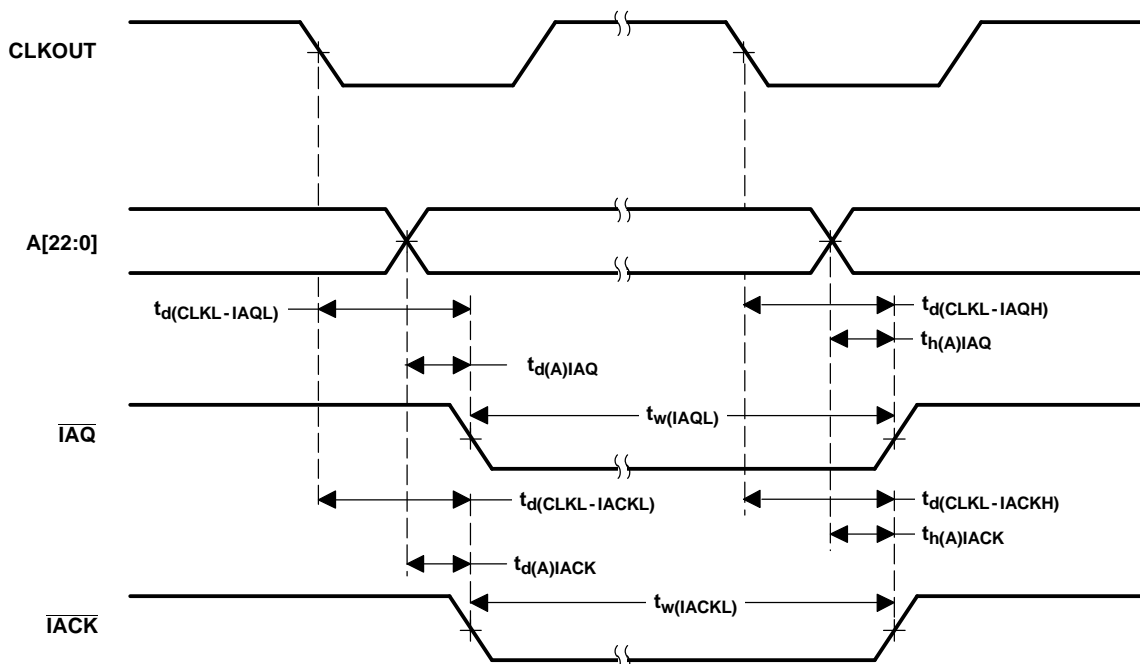 CLKOUT
A[22:0]
td(CLKL-IAQL)
td(CLKL-IAQH)
th(A)IAQ
td(A)IAQ
tw(IAQL)
IAQ
td(CLKL-IACKL)
td(CLKL-IACKH)
th(A)IACK
td(A)IACK
tw(IACKL)
IACK